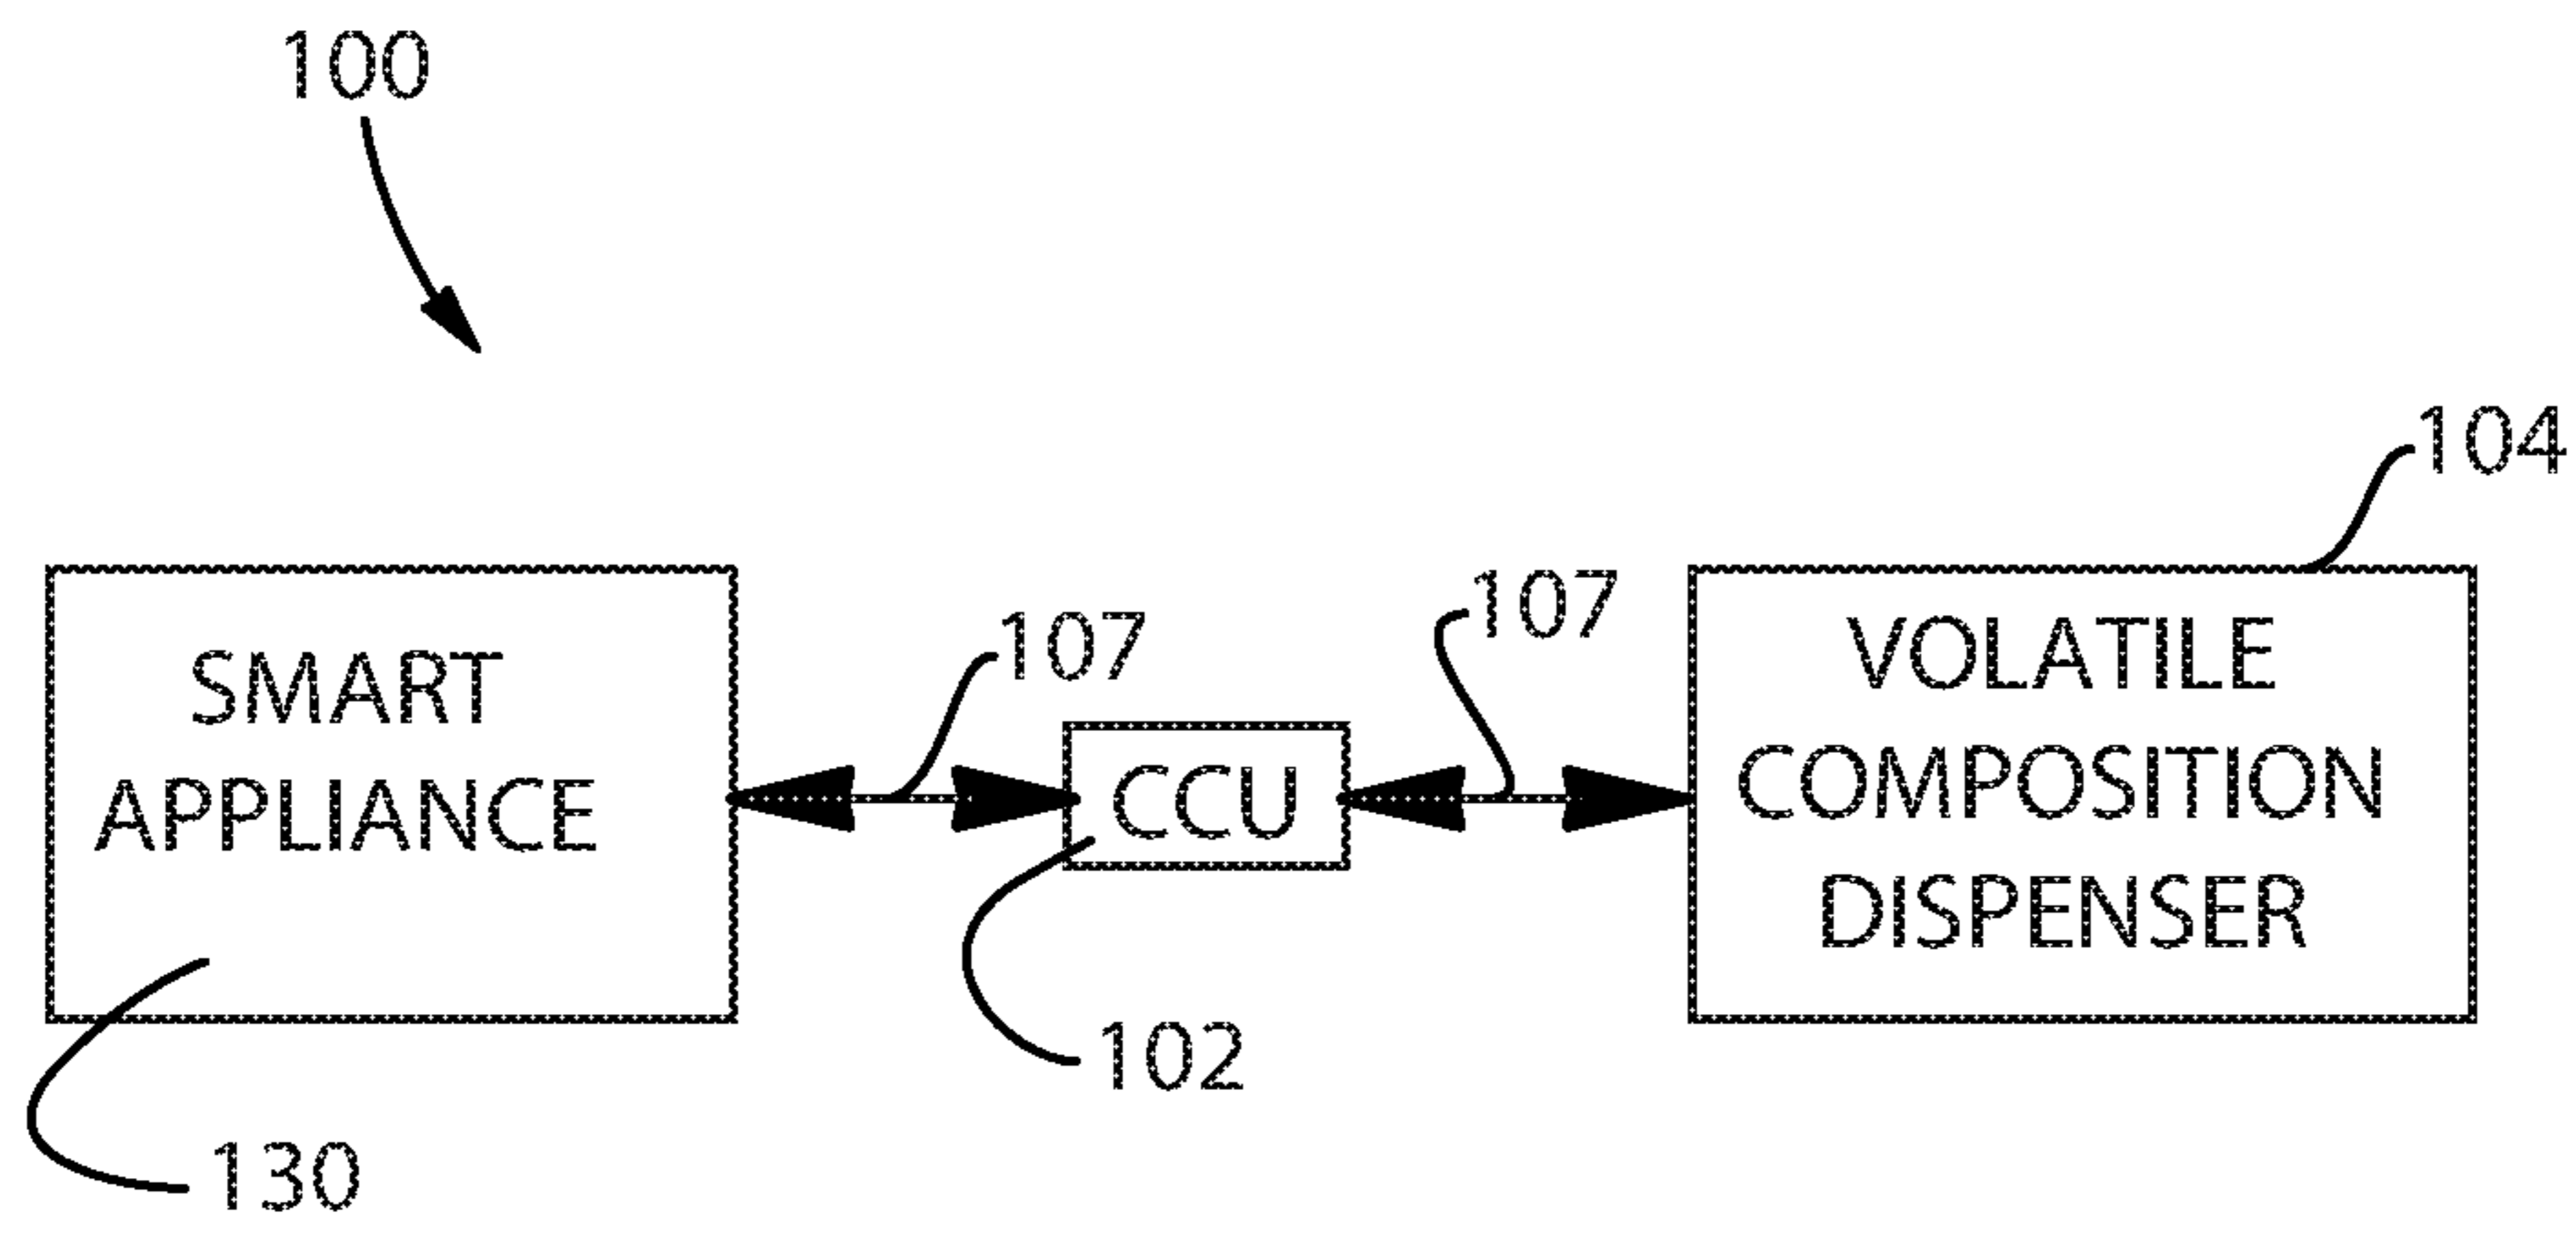 100
104
107
107
SMART
APPLIANCE
CCU
VOLATILE
COMPOSITION
DISPENSER
102
130